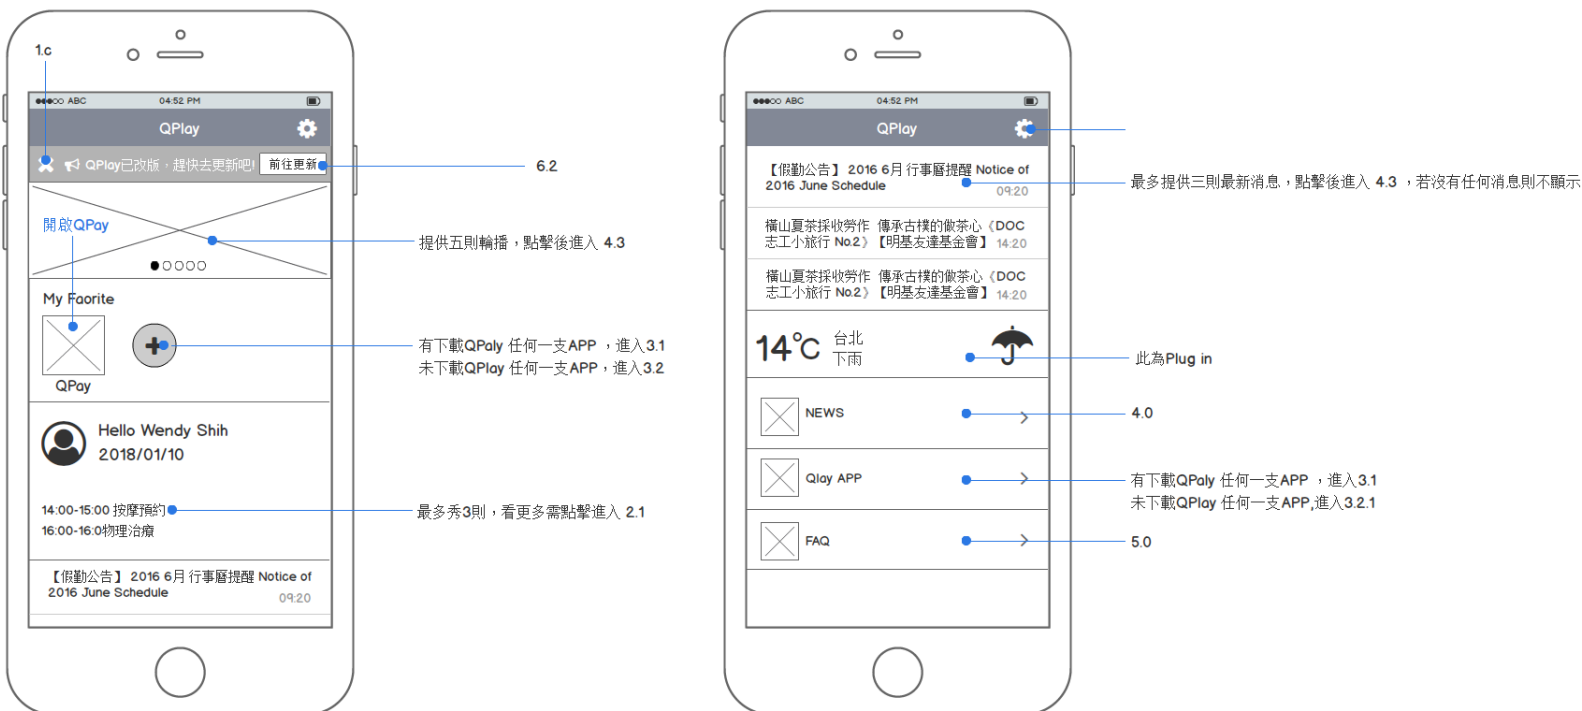 1.c
ABC 04:52 PM
QPlay
QPlay已改版，趕快去更新吧! 前往更新
6.2
開啟QPay
提供五則輪播，點擊後進入 4.3
My Faorite
QPay
有下載QPaly 任何一支APP ，進入3.1
未下載QPlay 任何一支APP，進入3.2
Hello Wendy Shih
2018/01/10
14:00-15:00 按摩預約
16:00-16:0物理治療
最多秀3則，看更多需點擊進入 2.1
【假勤公告】 2016 6月 行事曆提醒 Notice of
2016 June Schedule
09:20
ABC 04:52 PM
QPlay
【假勤公告】 2016 6月 行事曆提醒 Notice of
2016 June Schedule
09:20
最多提供三則最新消息，點擊後進入 4.3 ，若沒有任何消息則不顯示
橫山夏茶採收勞作 傳承古樸的做茶心《DOC
志工小旅行 No.2》【明基友達基金會】 14:20
橫山夏茶採收勞作 傳承古樸的做茶心《DOC
志工小旅行 No.2》【明基友達基金會】 14:20
14°C 台北
下雨
此為Plug in
NEWS
4.0
Qlay APP
有下載QPaly 任何一支APP ，進入3.1
未下載QPlay 任何一支APP,進入3.2.1
FAQ
5.0